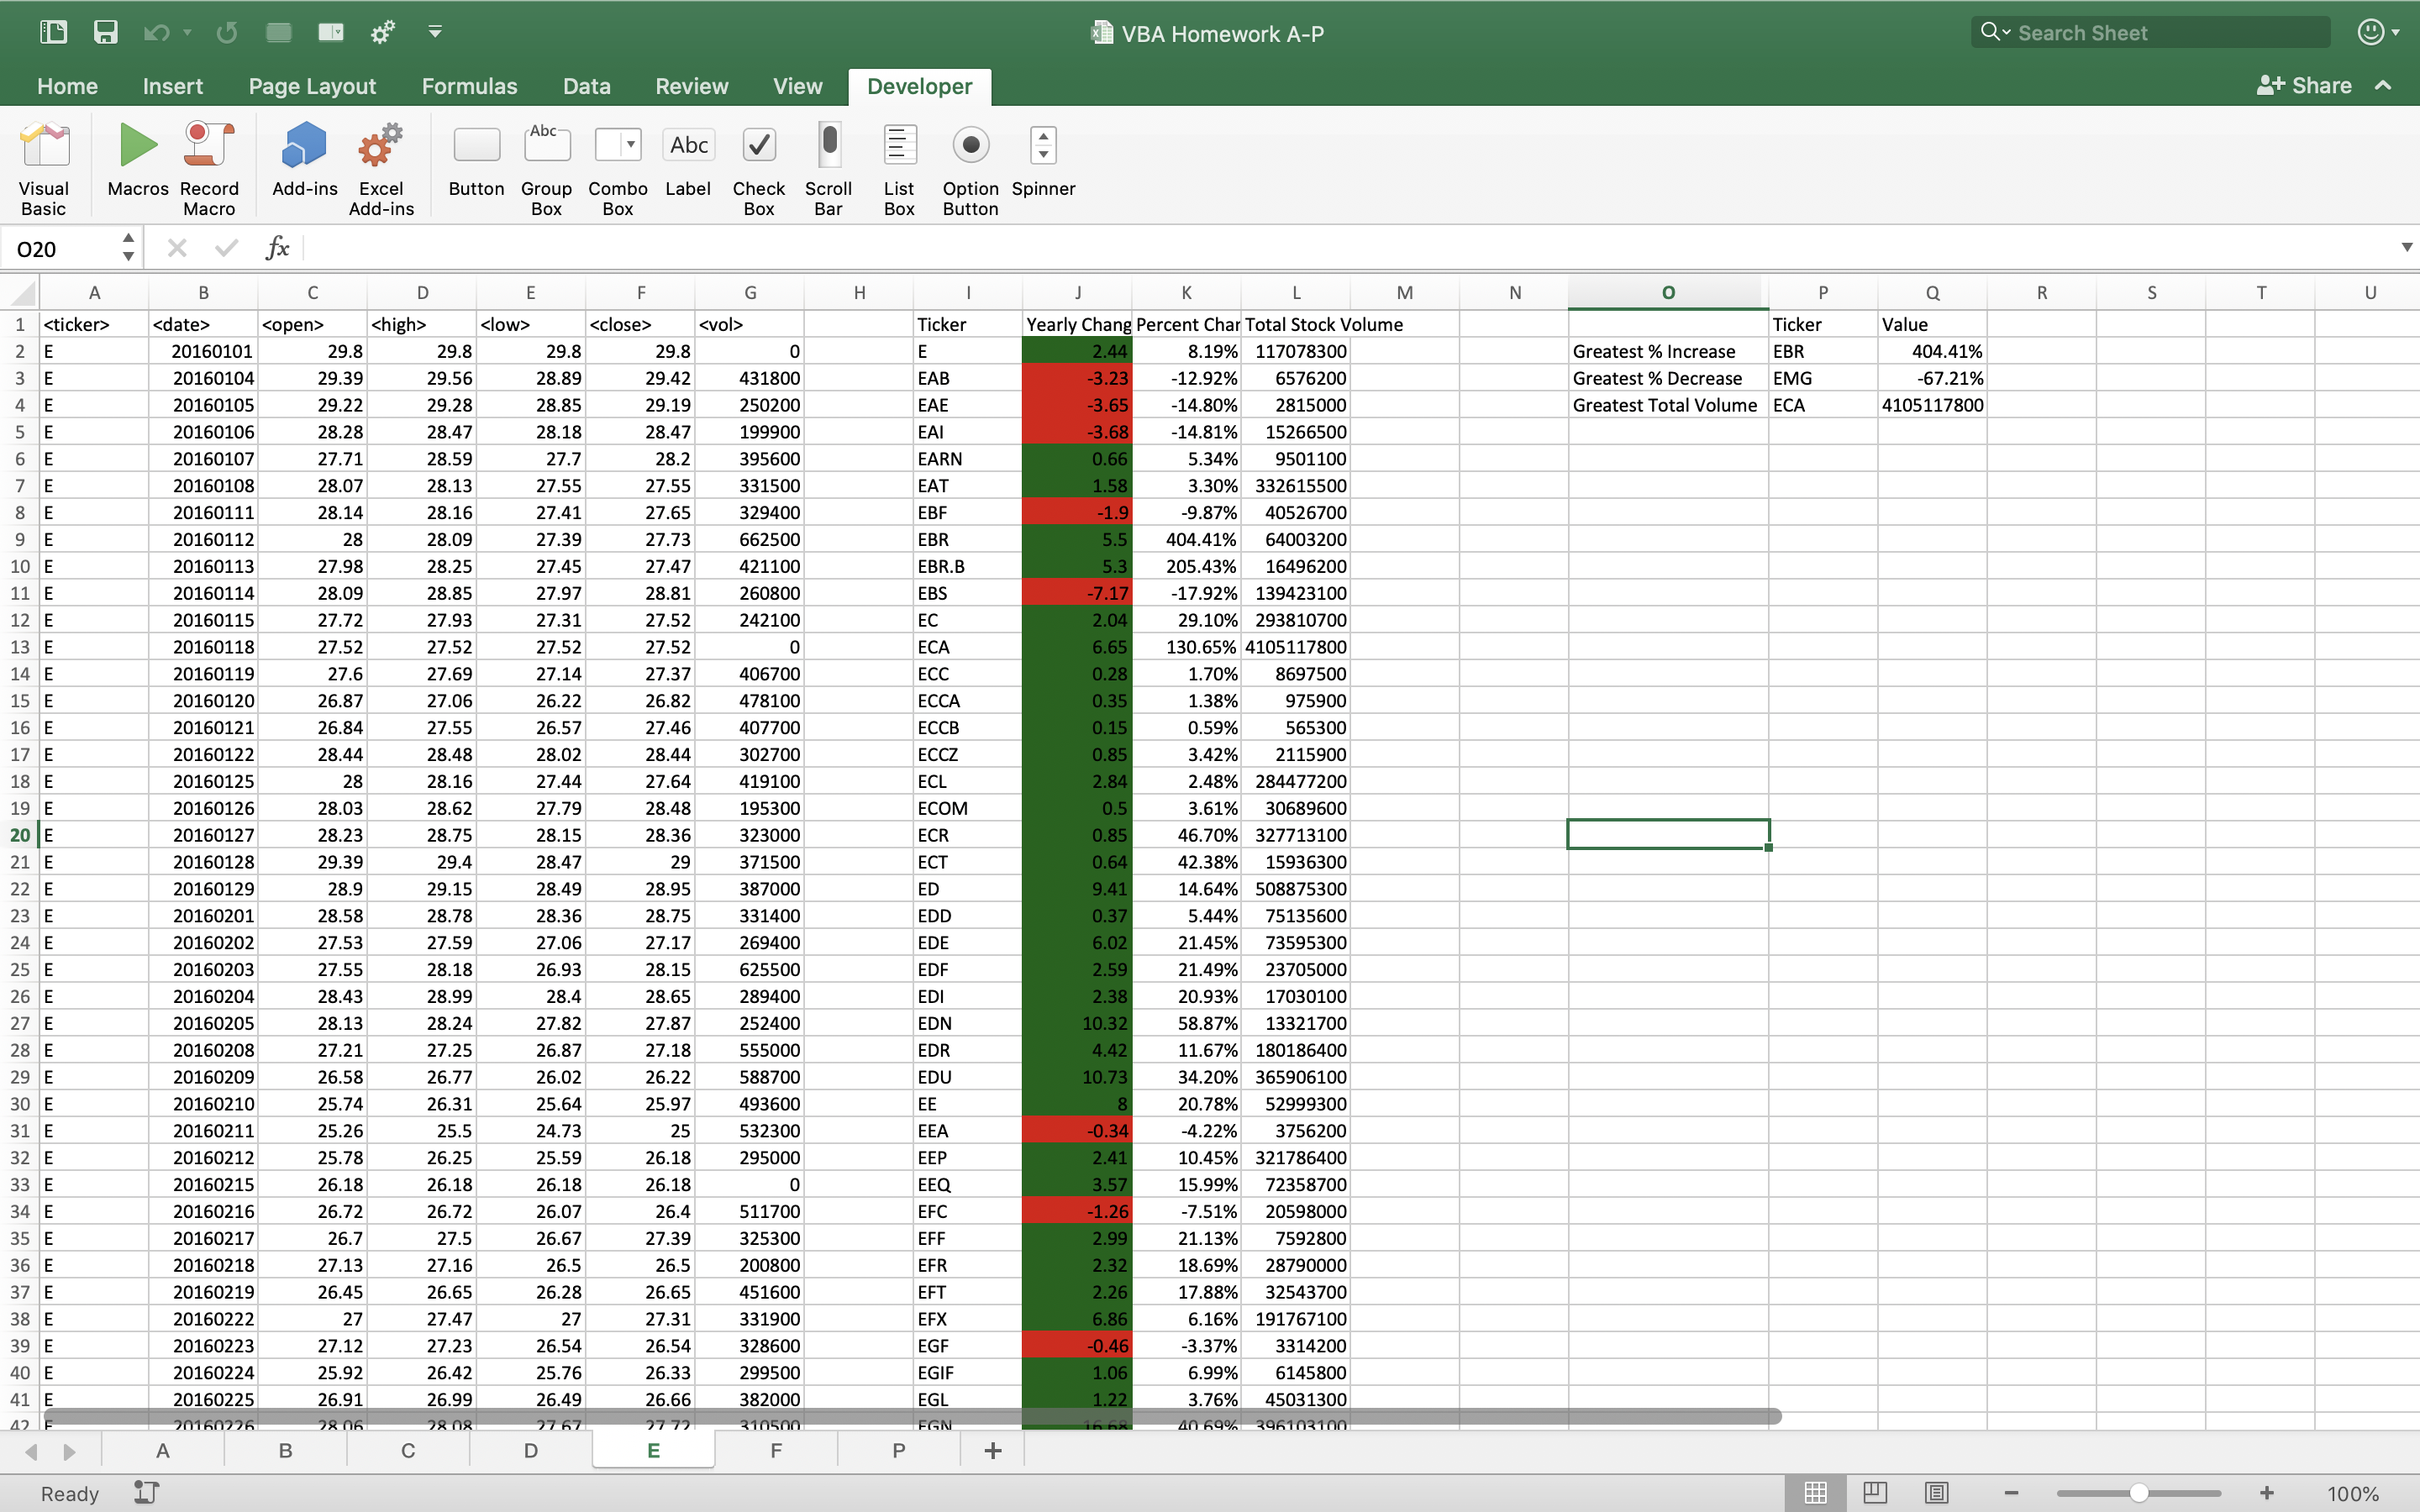 VBA Homework A-P
Search Sheet
Home Insert Page Layout Formulas Data Review View Developer Share
Visual Basic Macros Record Macro Add-ins Excel Add-ins Button Group Box Combo Box Label Check Box Scroll Bar List Box Option Button Spinner
Abc Abc
O20 fx
A B C D E F G H I J K L M N O P Q R S T U
1 <ticker> <date> <open> <high> <low> <close> <vol> Ticker Yearly Chang Percent Char Total Stock Volume Ticker Value
2 E 20160101 29.8 29.8 29.8 29.8 0 E 2.44 8.19% 117078300 Greatest % Increase EBR 404.41%
3 E 20160104 29.39 29.56 28.89 29.42 431800 EAB -3.23 -12.92% 6576200 Greatest % Decrease EMG -67.21%
4 E 20160105 29.22 29.28 28.85 29.19 250200 EAE -3.65 -14.80% 2815000 Greatest Total Volume ECA 4105117800
5 E 20160106 28.28 28.47 28.18 28.47 199900 EAI -3.68 -14.81% 15266500
6 E 20160107 27.71 28.59 27.7 28.2 395600 EARN 0.66 5.34% 9501100
7 E 20160108 28.07 28.13 27.55 27.55 331500 EAT 1.58 3.30% 332615500
8 E 20160111 28.14 28.16 27.41 27.65 329400 EBF -1.9 -9.87% 40526700
9 E 20160112 28 28.09 27.39 27.73 662500 EBR 5.5 404.41% 64003200
10 E 20160113 27.98 28.25 27.45 27.47 421100 EBR.B 5.3 205.43% 16496200
11 E 20160114 28.09 28.85 27.97 28.81 260800 EBS -7.17 -17.92% 139423100
12 E 20160115 27.72 27.93 27.31 27.52 242100 EC 2.04 29.10% 293810700
13 E 20160118 27.52 27.52 27.52 27.52 0 ECA 6.65 130.65% 4105117800
14 E 20160119 27.6 27.69 27.14 27.37 406700 ECC 0.28 1.70% 8697500
15 E 20160120 26.87 27.06 26.22 26.82 478100 ECCA 0.35 1.38% 975900
16 E 20160121 26.84 27.55 26.57 27.46 407700 ECCB 0.15 0.59% 565300
17 E 20160122 28.44 28.48 28.02 28.44 302700 ECCZ 0.85 3.42% 2115900
18 E 20160125 28 28.16 27.44 27.64 419100 ECL 2.84 2.48% 284477200
19 E 20160126 28.03 28.62 27.79 28.48 195300 ECOM 0.5 3.61% 30689600
20 E 20160127 28.23 28.75 28.15 28.36 323000 ECR 0.85 46.70% 327713100
21 E 20160128 29.39 29.4 28.47 29 371500 ECT 0.64 42.38% 15936300
22 E 20160129 28.9 29.15 28.49 28.95 387000 ED 9.41 14.64% 508875300
23 E 20160201 28.58 28.78 28.36 28.75 331400 EDD 0.37 5.44% 75135600
24 E 20160202 27.53 27.59 27.06 27.17 269400 EDE 6.02 21.45% 73595300
25 E 20160203 27.55 28.18 26.93 28.15 625500 EDF 2.59 21.49% 23705000
26 E 20160204 28.43 28.99 28.4 28.65 289400 EDI 2.38 20.93% 17030100
27 E 20160205 28.13 28.24 27.82 27.87 252400 EDN 10.32 58.87% 13321700
28 E 20160208 27.21 27.25 26.87 27.18 555000 EDR 4.42 11.67% 180186400
29 E 20160209 26.58 26.77 26.02 26.22 588700 EDU 10.73 34.20% 365906100
30 E 20160210 25.74 26.31 25.64 25.97 493600 EE 8 20.78% 52999300
31 E 20160211 25.26 25.5 24.73 25 532300 EEA -0.34 -4.22% 3756200
32 E 20160212 25.78 26.25 25.59 26.18 295000 EEP 2.41 10.45% 321786400
33 E 20160215 26.18 26.18 26.18 26.18 0 EEQ 3.57 15.99% 72358700
34 E 20160216 26.72 26.72 26.07 26.4 511700 EFC -1.26 -7.51% 20598000
35 E 20160217 26.7 27.5 26.67 27.39 325300 EFF 2.99 21.13% 7592800
36 E 20160218 27.13 27.16 26.5 26.5 200800 EFR 2.32 18.69% 28790000
37 E 20160219 26.45 26.65 26.28 26.65 451600 EFT 2.26 17.88% 32543700
38 E 20160222 27 27.47 27 27.31 331900 EFX 6.86 6.16% 191767100
39 E 20160223 27.12 27.23 26.54 26.54 328600 EGF -0.46 -3.37% 3314200
40 E 20160224 25.92 26.42 25.76 26.33 299500 EGIF 1.06 6.99% 6145800
41 E 20160225 26.91 26.99 26.49 26.66 382000 EGL 1.22 3.76% 45031300
42 E 20160226 28.06 28.08 27.67 27.72 310500 EGN 16.68 40.69% 396103100
A B C D E F P +
Ready 100%